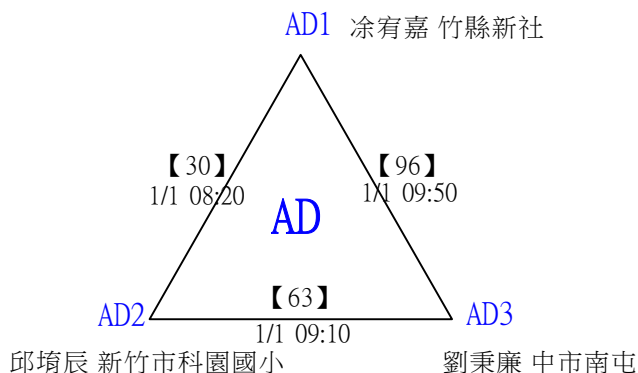 AD1 凃宥嘉 竹縣新社
【30】
1/1 08:20
【96】
1/1 09:50
AD
【63】
1/1 09:10
AD2
AD3
邱堉辰 新竹市科園國小
劉秉廉 中市南屯